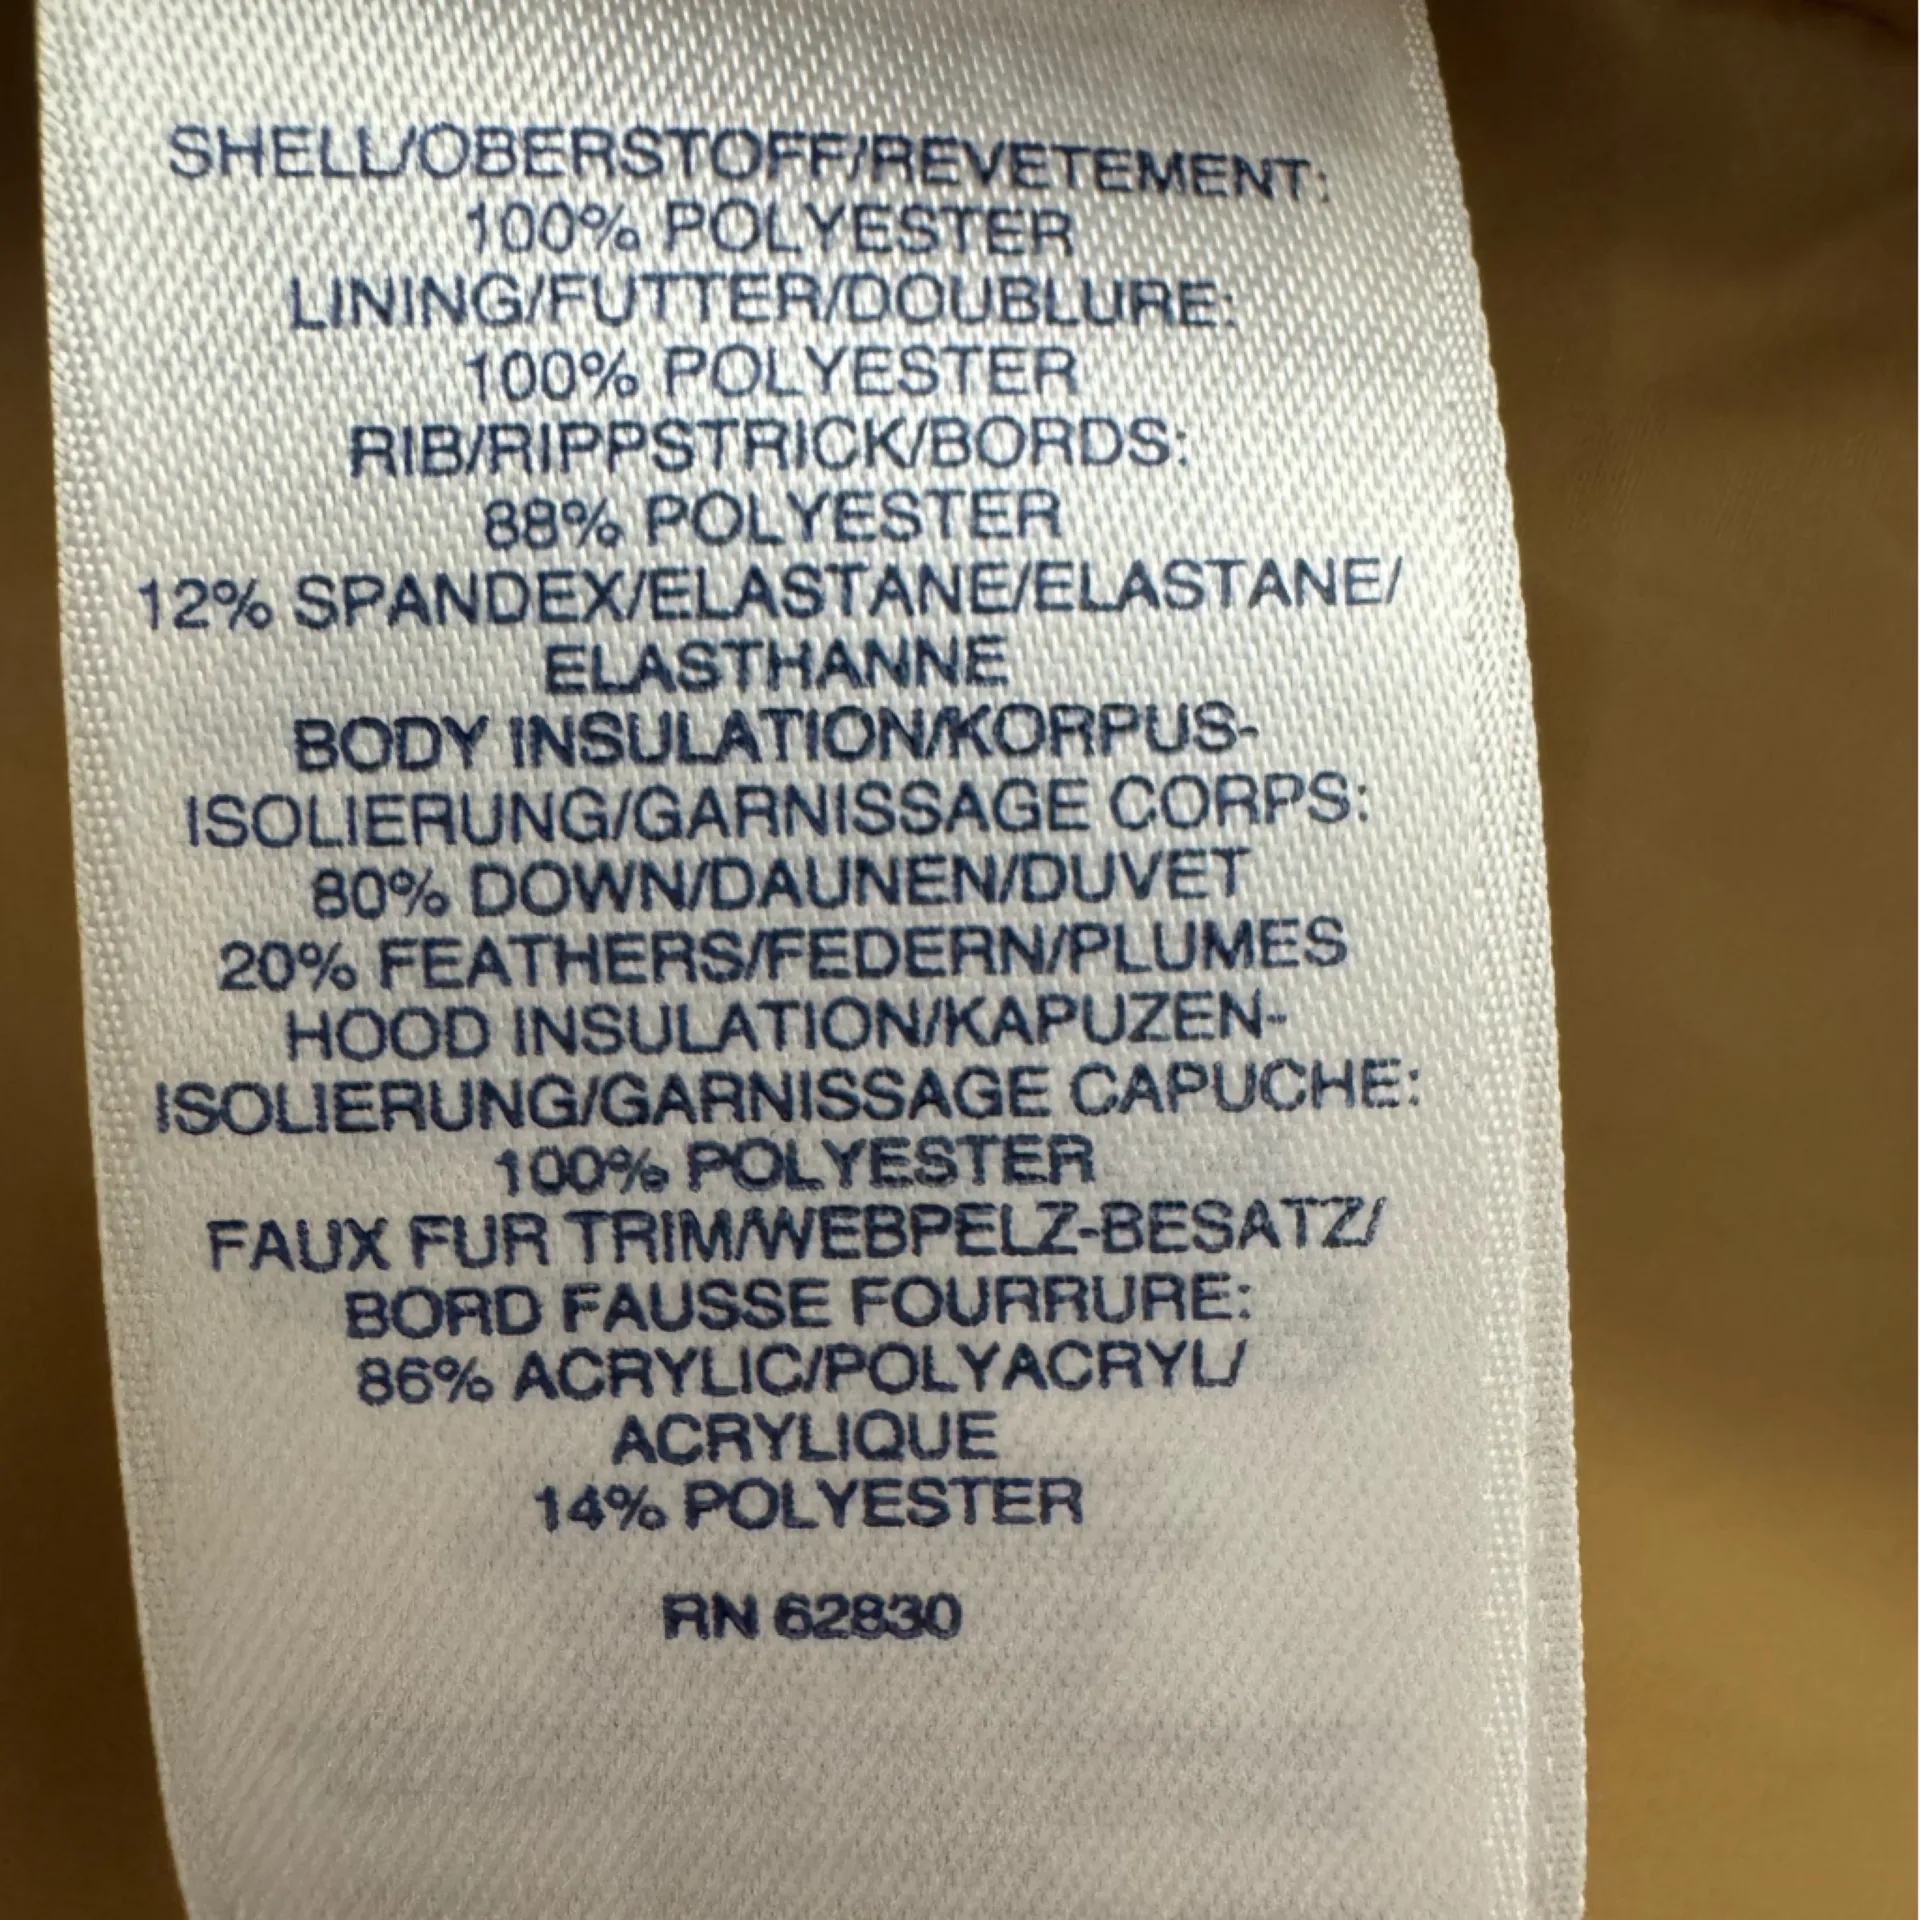 SHELL/OBERSTOFF/REVETEMENT:
100% POLYESTER
LINING/FUTTER/DOUBLURE:
100% POLYESTER
RIB/RIPPSTRICK/BORDS:
88% POLYESTER
12% SPANDEX/ELASTANE/ELASTANE/
ELASTHANNE
BODY INSULATION/KORPUS-
ISOLIERUNG/GARNISSAGE CORPS:
80% DOWN/DAUNEN/DUVET
20% FEATHERS/FEDERN/PLUMES
HOOD INSULATION/KAPUZEN-
ISOLIERUNG/GARNISSAGE CAPUCHE:
100% POLYESTER
FAUX FUR TRIM/WEBPELZ-BESATZ/
BORD FAUSSE FOURRURE:
86% ACRYLIC/POLYACRYL/
ACRYLIQUE
14% POLYESTER
RN 62830